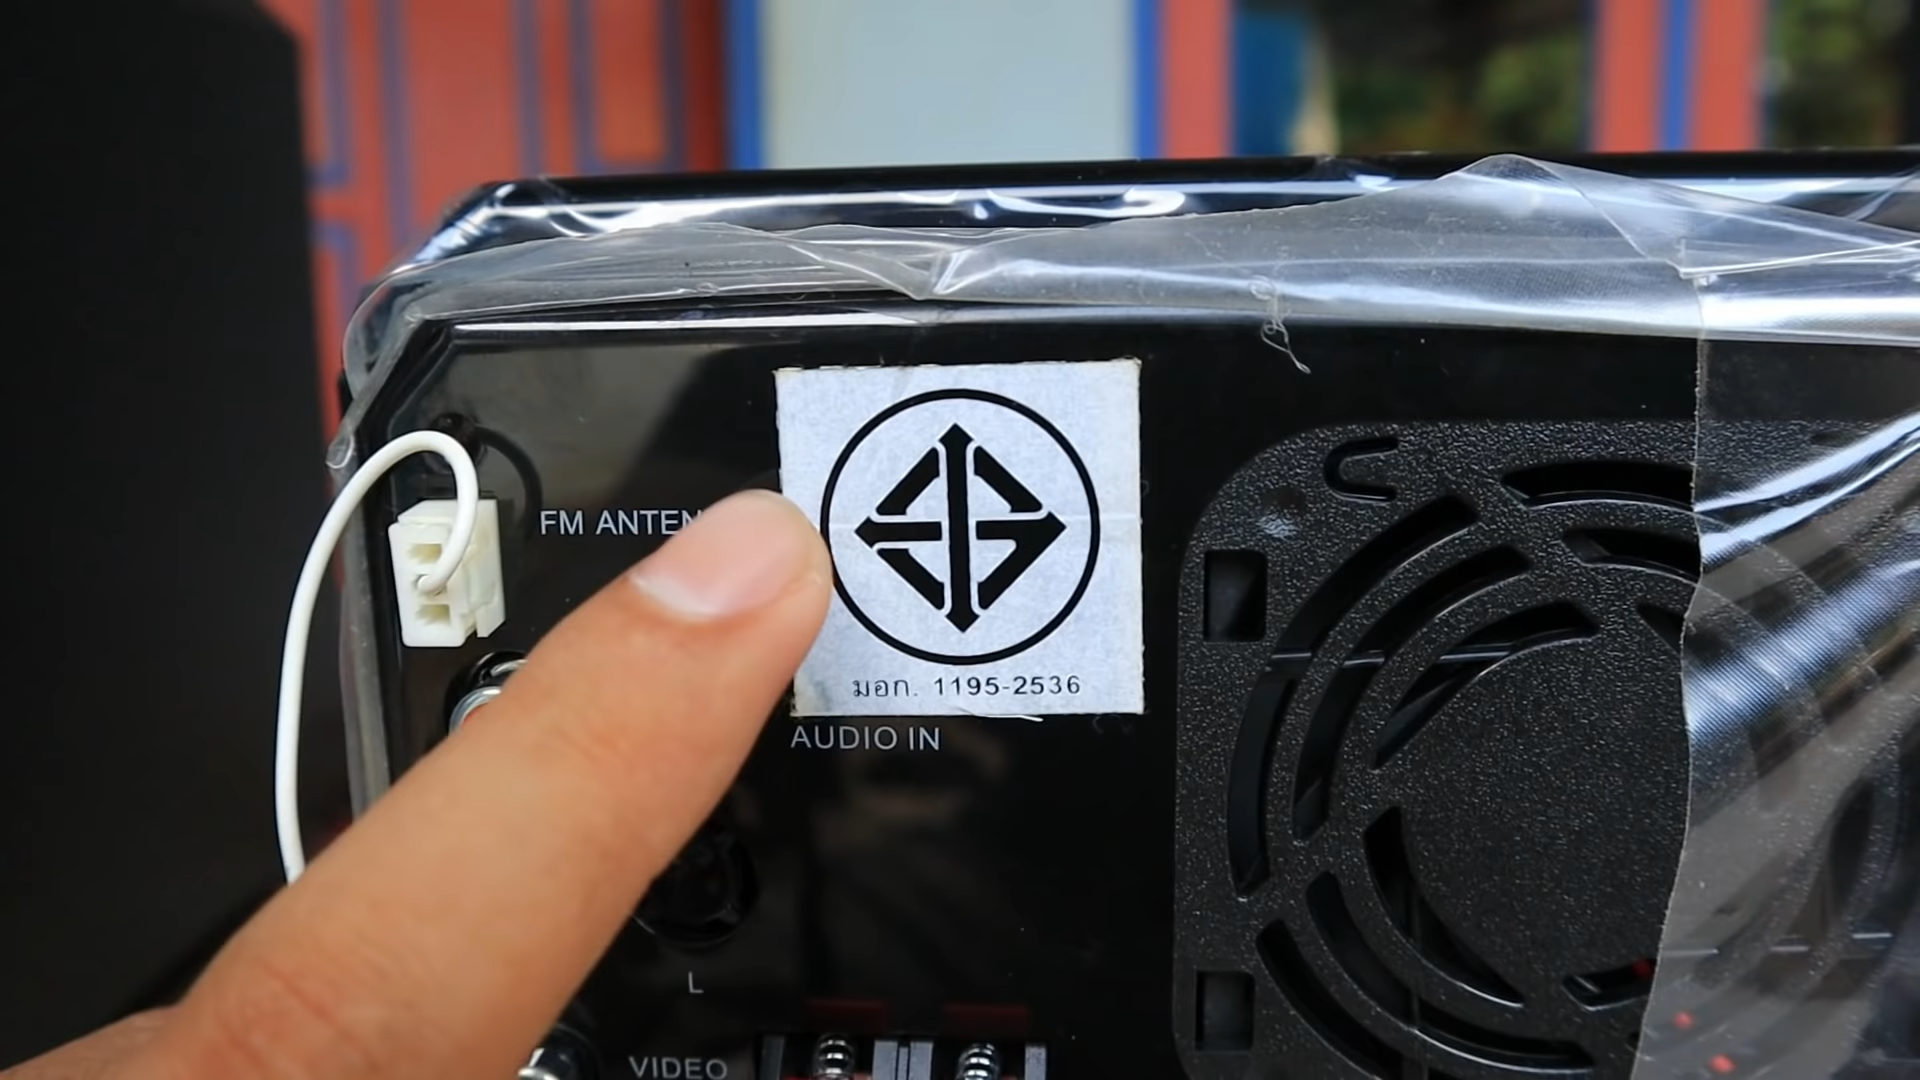 FM ANTEN
มอก. 1195-2536
AUDIO IN
L
VIDEO